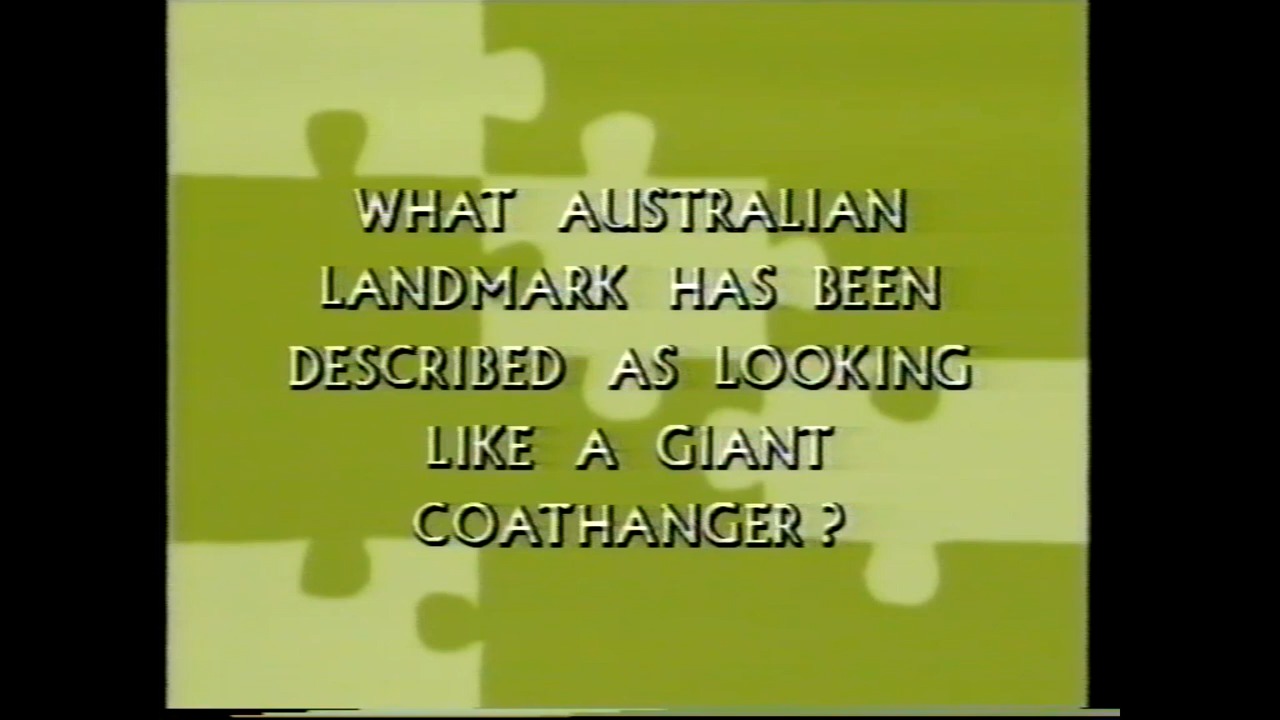 WHAT AUSTRALIAN
LANDMARK HAS BEEN
DESCRIBED AS LOOKING
LIKE A GIANT
COATHANGER?